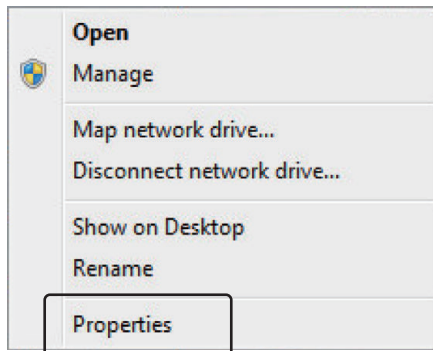 Open
Manage
Map network drive...
Disconnect network drive...
Show on Desktop
Rename
Properties